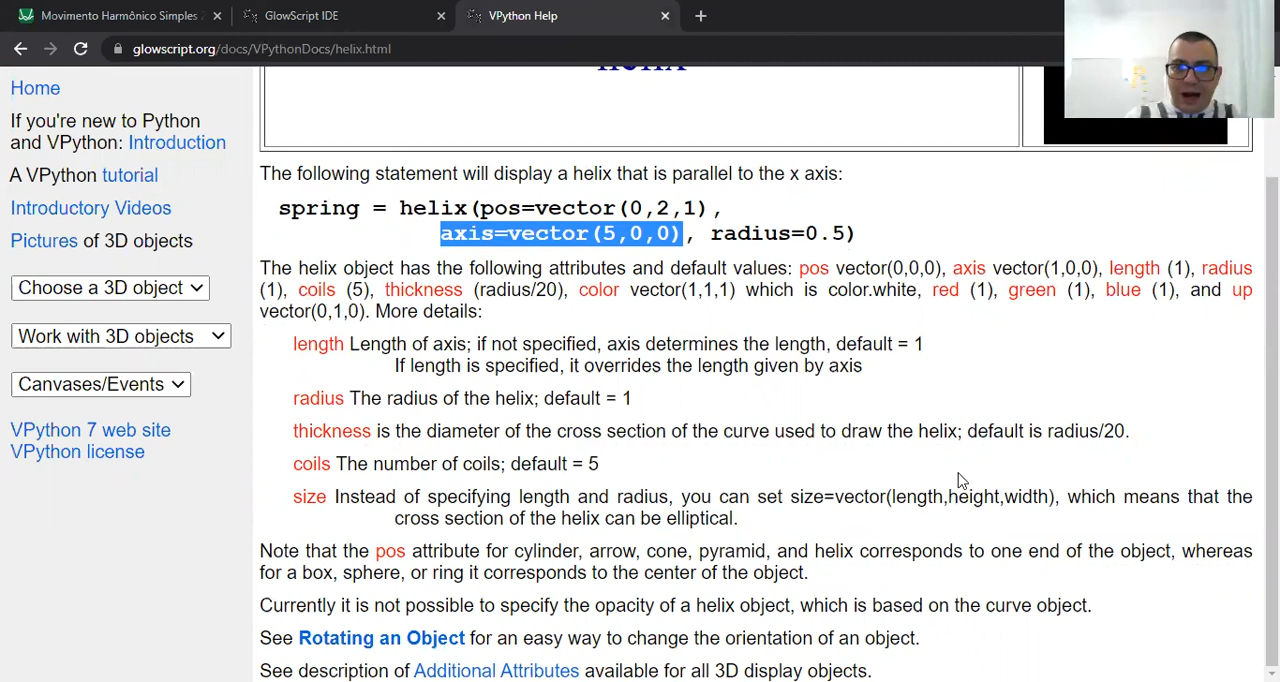 Movimento Harmônico Simples 2
GlowScript IDE
VPython Help
glowscript.org/docs/VPythonDocs/helix.html
Home
If you're new to Python
and VPython: Introduction
A VPython tutorial
Introductory Videos
Pictures of 3D objects
Choose a 3D object
Work with 3D objects
Canvases/Events
VPython 7 web site
VPython license
The following statement will display a helix that is parallel to the x axis:
spring = helix(pos=vector(0,2,1),
axis=vector(5,0,0), radius=0.5)
The helix object has the following attributes and default values: pos vector(0,0,0), axis vector(1,0,0), length (1), radius
(1), coils (5), thickness (radius/20), color vector(1,1,1) which is color.white, red (1), green (1), blue (1), and up
vector(0,1,0). More details:
length Length of axis; if not specified, axis determines the length, default = 1
If length is specified, it overrides the length given by axis
radius The radius of the helix; default = 1
thickness is the diameter of the cross section of the curve used to draw the helix; default is radius/20.
coils The number of coils; default = 5
size Instead of specifying length and radius, you can set size=vector(length,height,width), which means that the
cross section of the helix can be elliptical.
Note that the pos attribute for cylinder, arrow, cone, pyramid, and helix corresponds to one end of the object, whereas
for a box, sphere, or ring it corresponds to the center of the object.
Currently it is not possible to specify the opacity of a helix object, which is based on the curve object.
See Rotating an Object for an easy way to change the orientation of an object.
See description of Additional Attributes available for all 3D display objects.